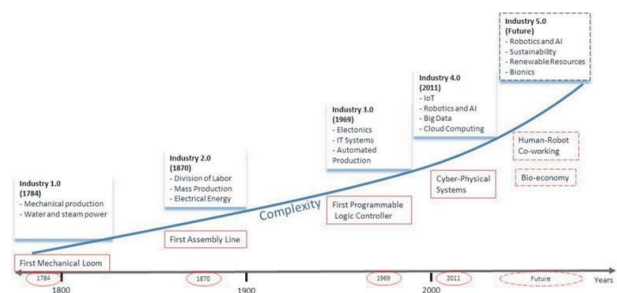 Industry 1.0
(1784)
- Mechanical production
- Water and steam power
First Mechanical Loom
Industry 2.0
(1870)
- Division of Labor
- Mass Production
- Electrical Energy
First Assembly Line
Complexity
Industry 3.0
(1969)
- Electonics
- IT Systems
- Automated
Production
First Programmable
Logic Controller
Industry 4.0
(2011)
- IoT
- Robotics and AI
- Big Data
- Cloud Computing
Cyber-Physical
Systems
Industry 5.0
(Future)
- Robotics and AI
- Sustainability
- Renewable Resources
- Bionics
Human-Robot
Co-working
Bio-economy
1784
1870
1969
2011
Future
Years
1800
1900
2000